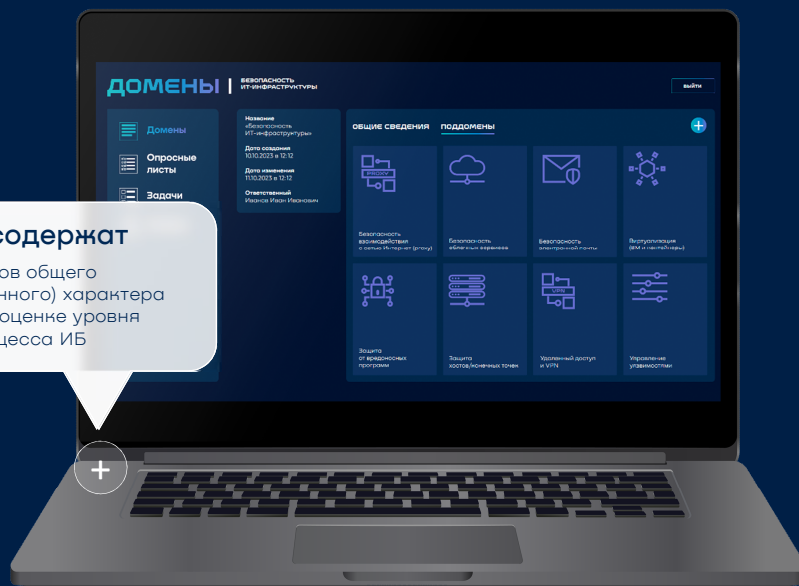 ДОМЕНЫ
БЕЗОПАСНОСТЬ
ИТ-ИНФРАСТРУКТУРЫ
выйти
Домены
Опросные
листы
Задачи
Название
«Безопасность
ИТ-инфраструктуры»
Дата создания
10.10.2023 в 12:12
Дата изменения
11.10.2023 в 12:12
Ответственный
Иванов Иван Иванович
ОБЩИЕ СВЕДЕНИЯ
ПОДДОМЕНЫ
PROXY
Безопасность
взаимодействия
с сетью Интернет (proxy)
Безопасность
облачных сервисов
Безопасность
электронной почты
Виртуализация
(ВМ и контейнеры)
Защита
от вредоносных
программ
Защита
хостов/конечных точек
VPN
Удаленный доступ
и VPN
Управление
уязвимостями
содержат
ов общего
нного) характера
оценке уровня
цесса ИБ